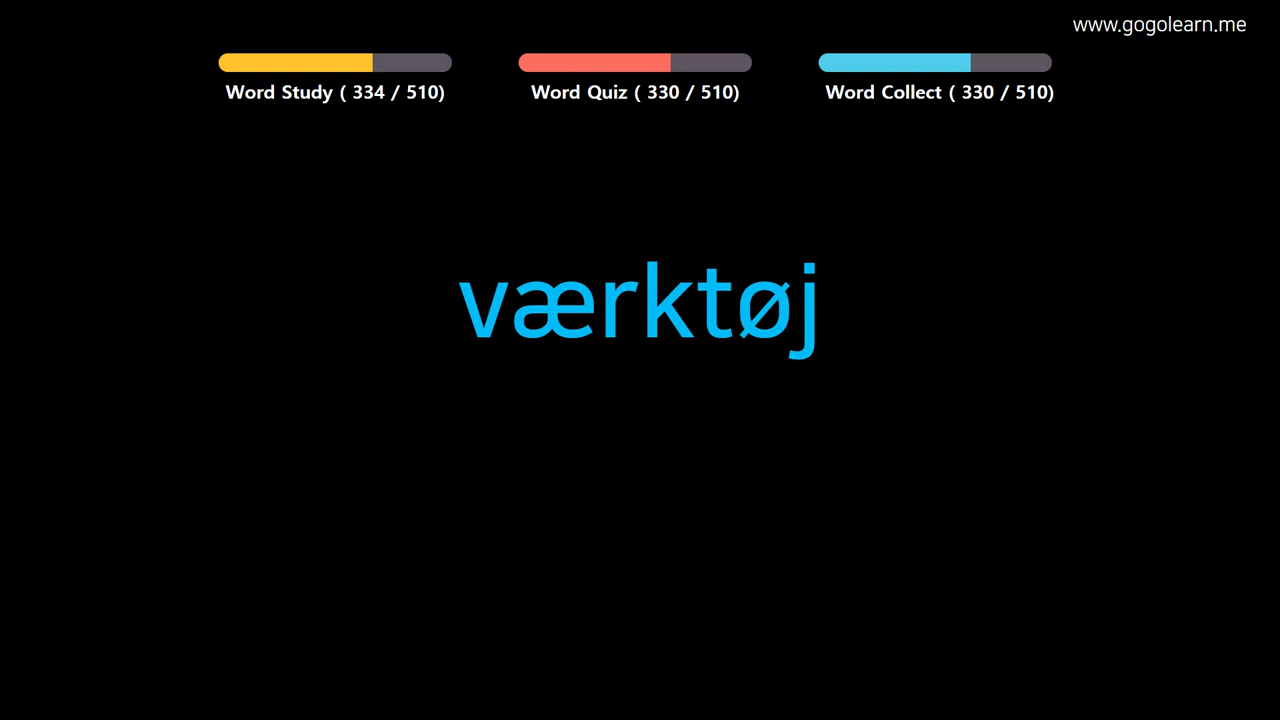 www.gogolearn.me
Word Study ( 334 / 510)
Word Quiz ( 330 / 510)
Word Collect ( 330 / 510)
værktøj